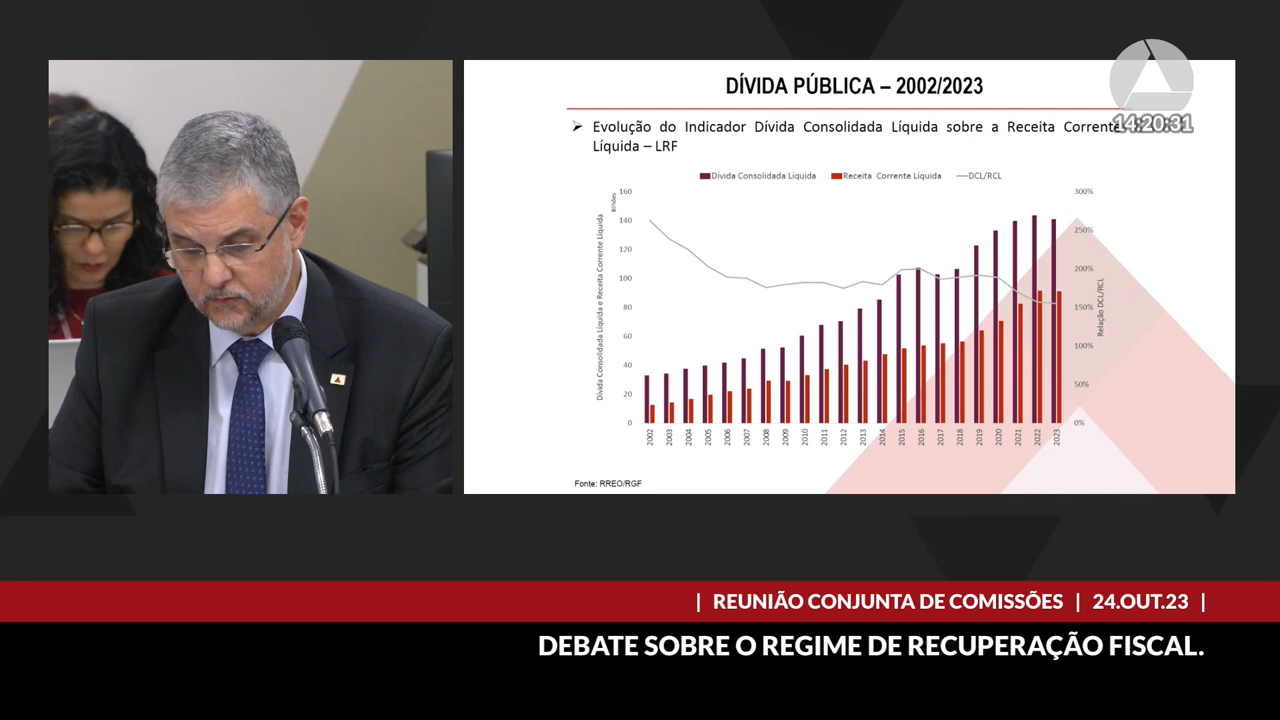 DÍVIDA PÚBLICA – 2002/2023
14:20:31
Evolução do Indicador Dívida Consolidada Líquida sobre a Receita Corrente
Líquida – LRF
Dívida Consolidada Líquida
Receita Corrente Líquida
DCL/RCL
Bilhões
Dívida Consolidada Líquida e Receita Corrente Líquida
160
140
120
100
80
60
40
20
0
300%
250%
200%
150%
100%
50%
0%
Relação DCL/RCL
2002 2003 2004 2005 2006 2007 2008 2009 2010 2011 2012 2013 2014 2015 2016 2017 2018 2019 2020 2021 2022 2023
Fonte: RREO/RGF
| REUNIÃO CONJUNTA DE COMISSÕES | 24.OUT.23 |
DEBATE SOBRE O REGIME DE RECUPERAÇÃO FISCAL.